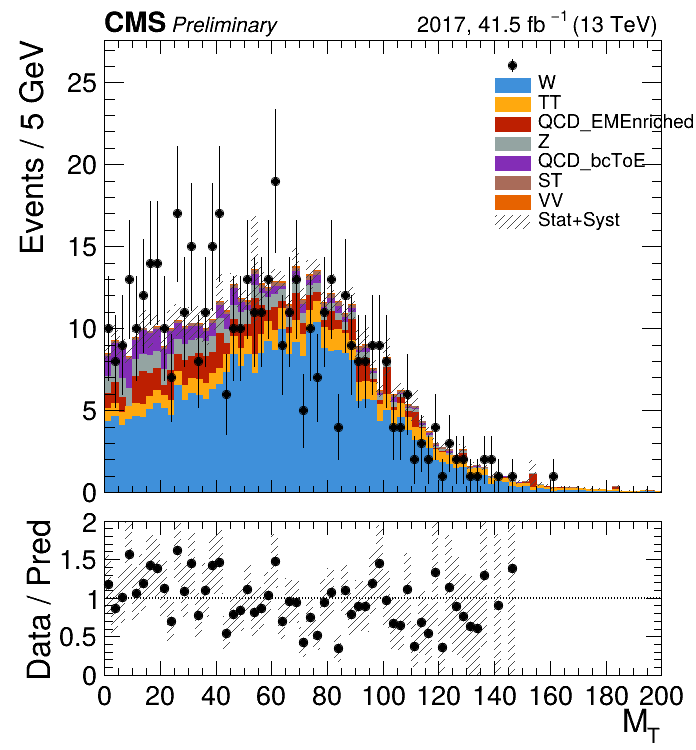 CMS Preliminary 2017, 41.5 fb⁻¹ (13 TeV)
Events / 5 GeV
25
20
15
10
5
0
W
TT
QCD_EMEnriched
Z
QCD_bcToE
ST
VV
Stat+Syst
Data / Pred
2
1.5
1
0.5
0
0 20 40 60 80 100 120 140 160 180 200
M_T